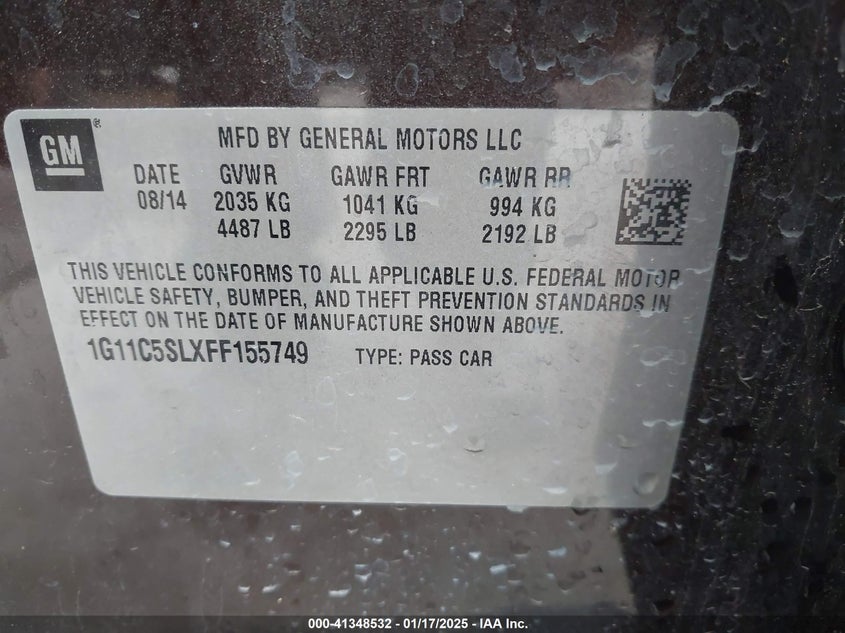 GM®
MFD BY GENERAL MOTORS LLC
DATE GVWR GAWR FRT GAWR RR
08/14 2035 KG 1041 KG 994 KG
4487 LB 2295 LB 2192 LB
THIS VEHICLE CONFORMS TO ALL APPLICABLE U.S. FEDERAL MOTOR
VEHICLE SAFETY, BUMPER, AND THEFT PREVENTION STANDARDS IN
EFFECT ON THE DATE OF MANUFACTURE SHOWN ABOVE.
1G11C5SLXFF155749 TYPE: PASS CAR
000-41348532 - 01/17/2025 - IAA Inc.